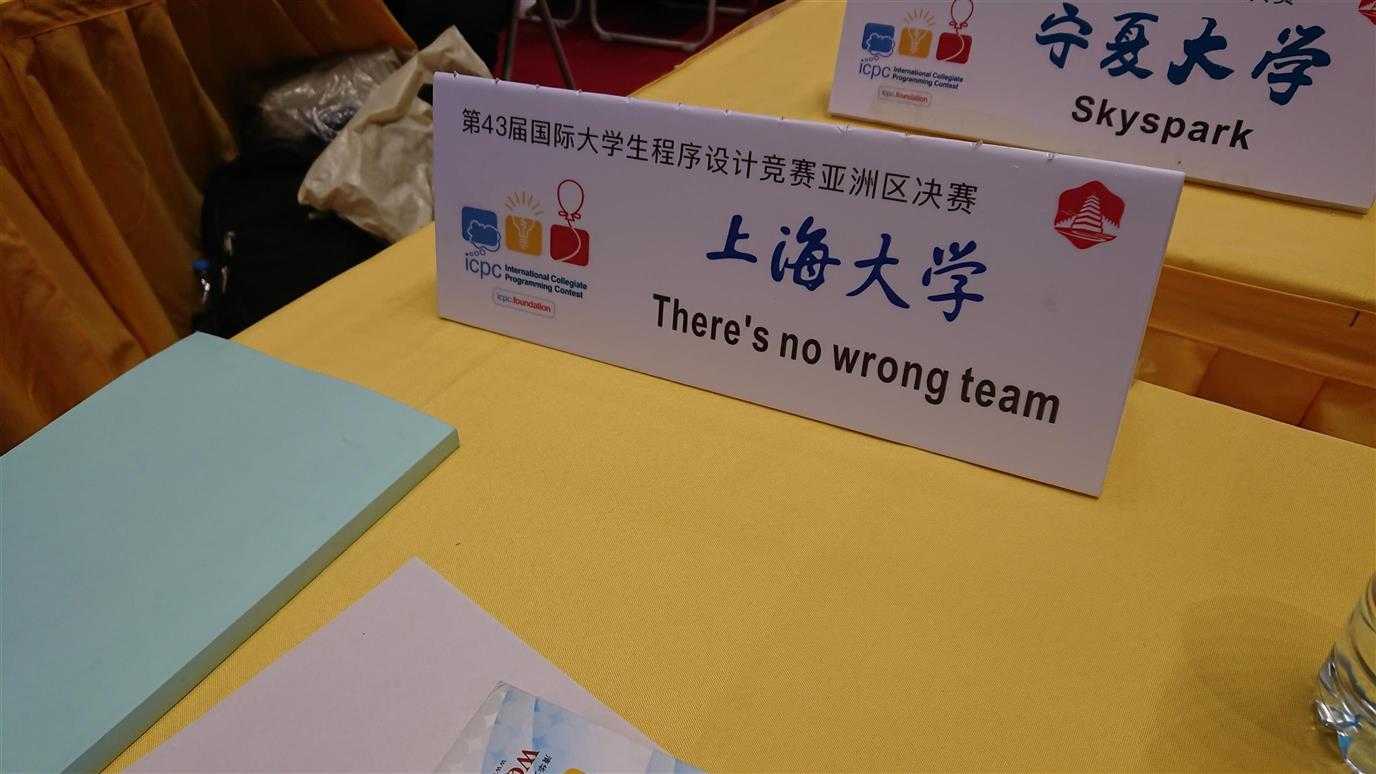 宁夏大学
Skyspark
icpc International Collegiate
Programming Contest
icpc.foundation
第43届国际大学生程序设计竞赛亚洲区决赛
上海大学
There's no wrong team
icpc International Collegiate
Programming Contest
icpc.foundation